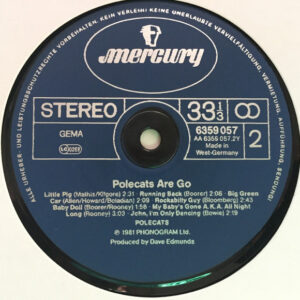 ALLE URHEBER- UND LEISTUNGSSCHUTZRECHTE VORBEHALTEN. KEIN VERLEIH! KEINE UNERLAUBTE VERVIELFÄLTIGUNG, VERMIETUNG, AUFFÜHRUNG, SENDUNG!
mercury
STEREO 33 1/3
GEMA
6359 057
AA 6359 057.2Y
Made in
West-Germany
2
Polecats Are Go
Little Pig (Mathis/Kilgore) 2:31 · Running Back (Boorer) 2:06 · Big Green
Car (Allen/Howard/Boladian) · Rockabilly Guy (Bloomberg) 2:43
Baby Doll (Boorer/Rooney) 1:58 · My Baby's Gone A.K.A. All Night
Long (Rooney) 3:03 · John, I'm Only Dancing (Bowie) 2:19
POLECATS
℗ 1981 PHONOGRAM Ltd.
Produced by Dave Edmunds